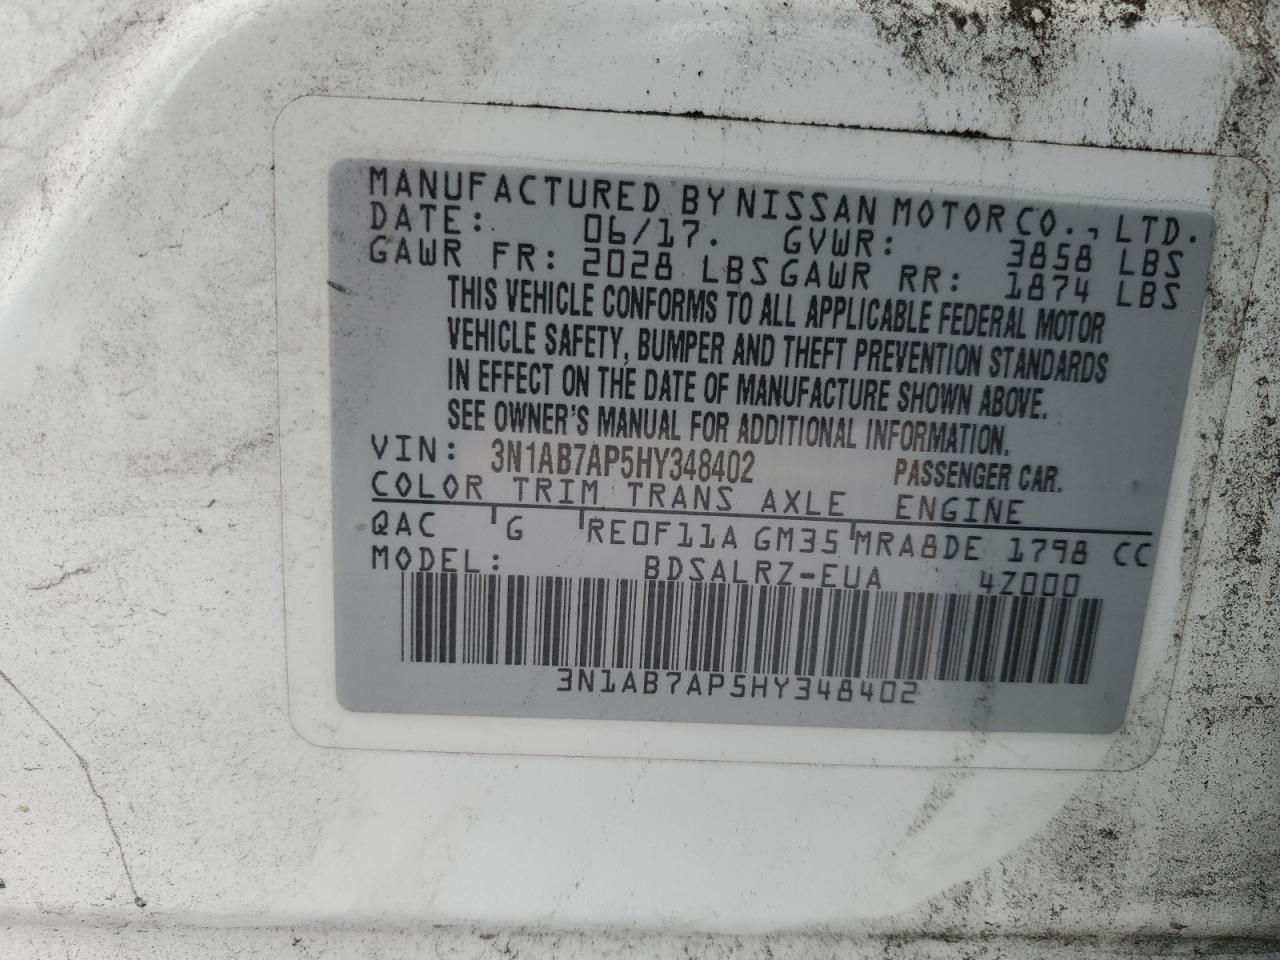 MANUFACTURED BY NISSAN MOTOR CO., LTD.
DATE: 06/17. GVWR: 3858 LBS
GAWR FR: 2028 LBS GAWR RR: 1874 LBS
THIS VEHICLE CONFORMS TO ALL APPLICABLE FEDERAL MOTOR
VEHICLE SAFETY, BUMPER AND THEFT PREVENTION STANDARDS
IN EFFECT ON THE DATE OF MANUFACTURE SHOWN ABOVE.
SEE OWNER'S MANUAL FOR ADDITIONAL INFORMATION.
VIN: 3N1AB7AP5HY348402 PASSENGER CAR.
COLOR TRIM TRANS AXLE ENGINE
QAC G RE0F11A GM35 MRA8DE 1798 CC
MODEL: BDSALRZ-EUA 4Z000
3N1AB7AP5HY348402